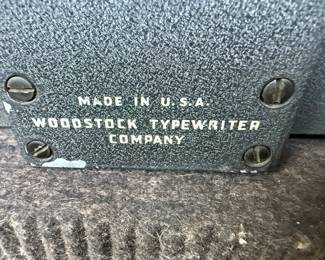 MADE IN U.S.A.
WOODSTOCK TYPEWRITER
COMPANY